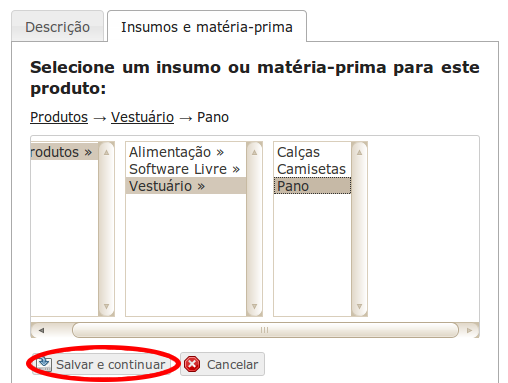 Descrição
Insumos e matéria-prima
Selecione um insumo ou matéria-prima para este
produto:
Produtos → Vestuário → Pano
rodutos »
Alimentação »
Software Livre »
Vestuário »
Calças
Camisetas
Pano
Salvar e continuar
Cancelar